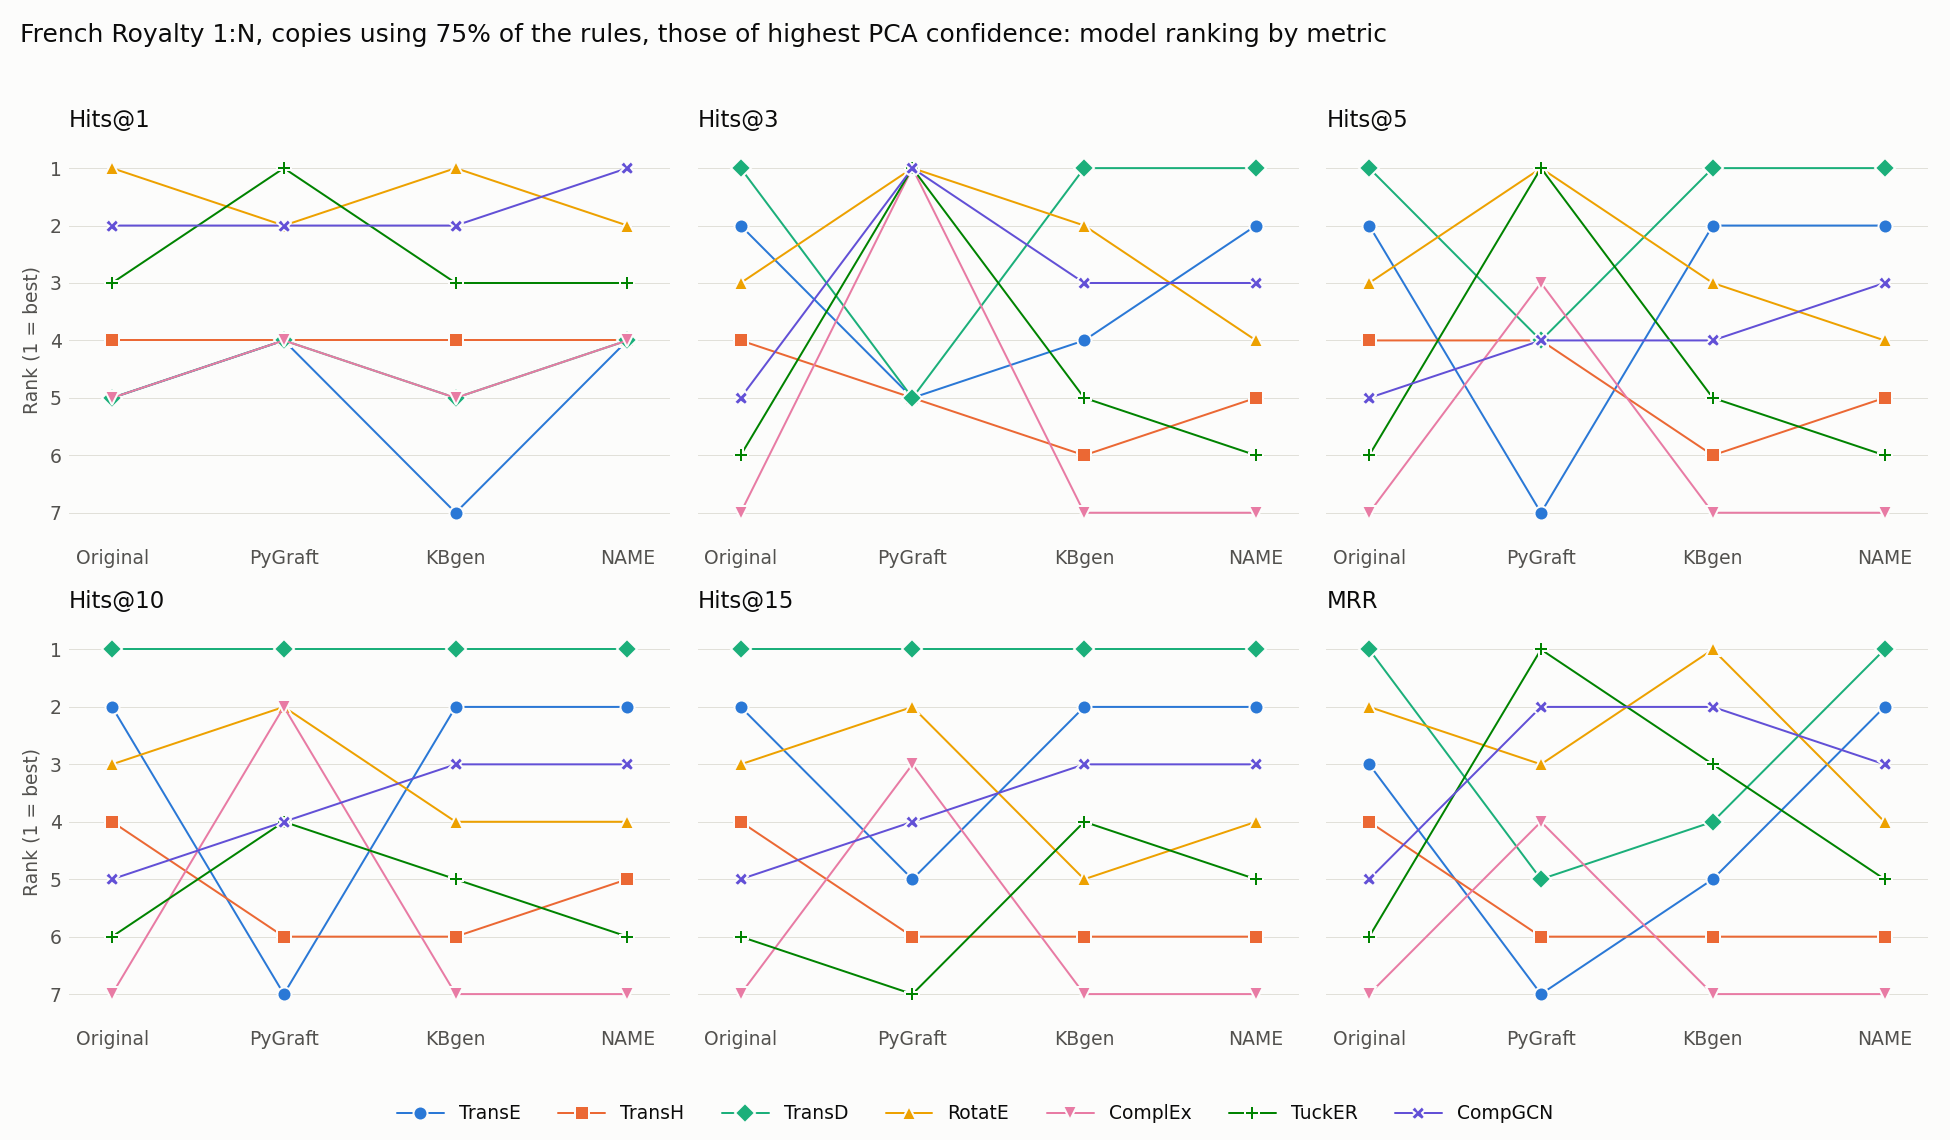 French Royalty 1:N, copies using 75% of the rules, those of highest PCA confidence: model ranking by metric
Hits@1
Hits@3
Hits@5
Rank (1 = best)
1
2
3
4
5
6
7
Original PyGraft KBgen NAME
Original PyGraft KBgen NAME
Original PyGraft KBgen NAME
Hits@10
Hits@15
MRR
Rank (1 = best)
1
2
3
4
5
6
7
Original PyGraft KBgen NAME
Original PyGraft KBgen NAME
Original PyGraft KBgen NAME
TransE TransH TransD RotatE ComplEx TuckER CompGCN